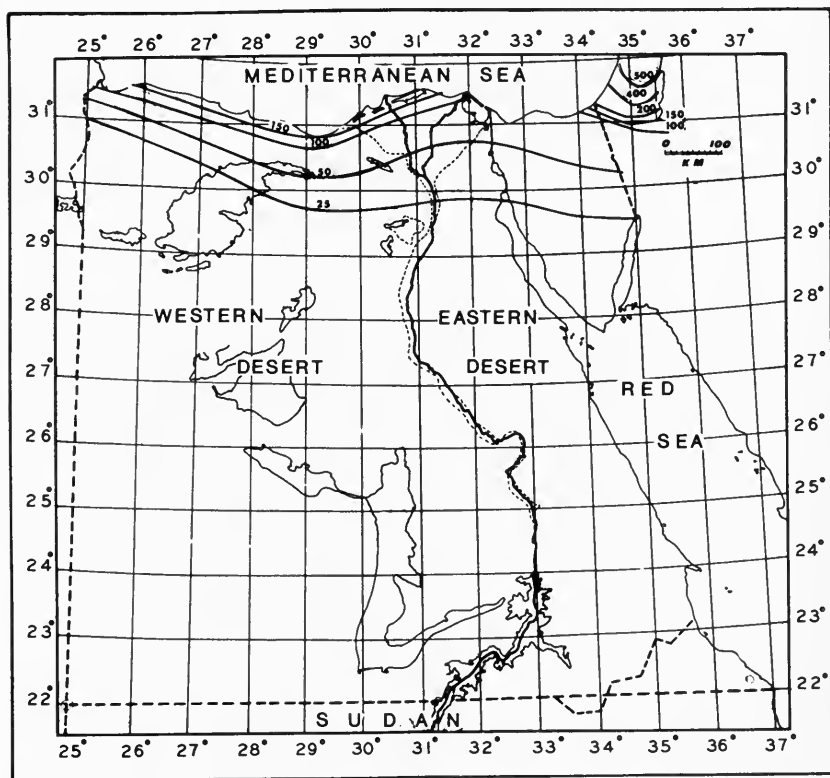 25° 26° 27° 28° 29° 30° 31° 32° 33° 34° 35° 36° 37°
MEDITERRANEAN SEA
500
400
200
150
100
31° 31°
150
100
0 100
KM
50
30° 30°
25
29° 29°
28° 28°
WESTERN EASTERN
DESERT DESERT
27° 27°
RED
26° 26°
SEA
25° 25°
24° 24°
23° 23°
22° 22°
SUDAN
25° 26° 27° 28° 29° 30° 31° 32° 33° 34° 35° 36° 37°